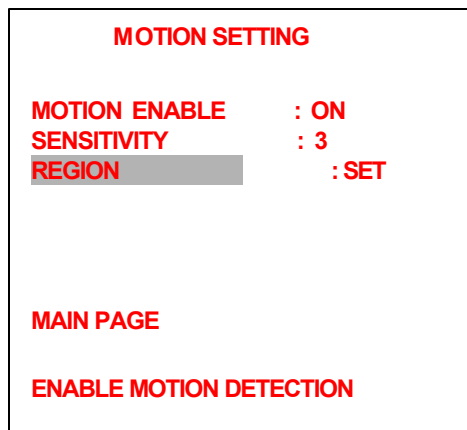 MOTION SETTING
MOTION ENABLE : ON
SENSITIVITY : 3
REGION : SET
MAIN PAGE
ENABLE MOTION DETECTION